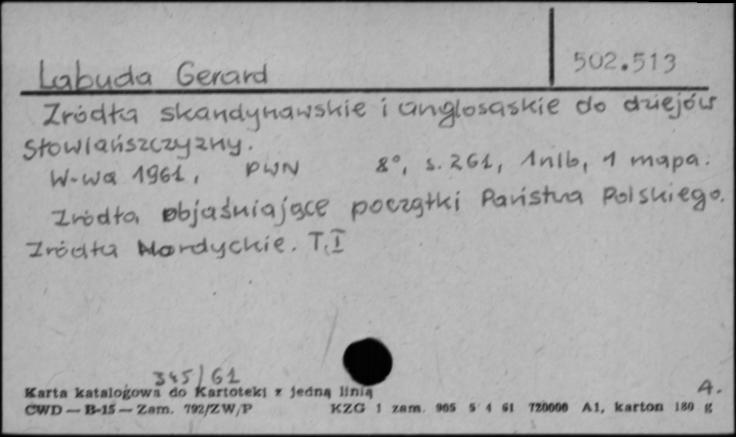 Labuda Gerard
502.513
Źródła skandynawskie i anglosaskie do dziejów
Słowiańszczyzny.
W-wa 1961, PWN 8°, s. 261, 1nlb, 1 mapa.
Źródła objaśniające początki Państwa Polskiego.
Źródła Nordyckie. T.I
345/61
Karta katalogowa do Kartoteki z jedną linią
A.
CWD — B-15 — Zam. 792/ZW/P KZG 1 zam. 905 5 4 61 720000 A1, karton 180 g